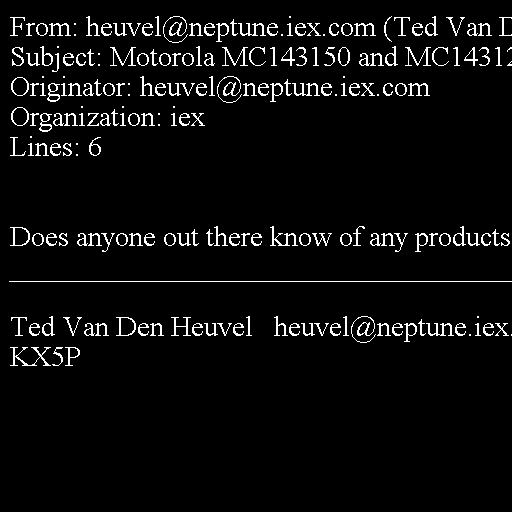 From: heuvel@neptune.iex.com (Ted Van D
Subject: Motorola MC143150 and MC14312
Originator: heuvel@neptune.iex.com
Organization: iex
Lines: 6
Does anyone out there know of any products
Ted Van Den Heuvel heuvel@neptune.iex.
KX5P